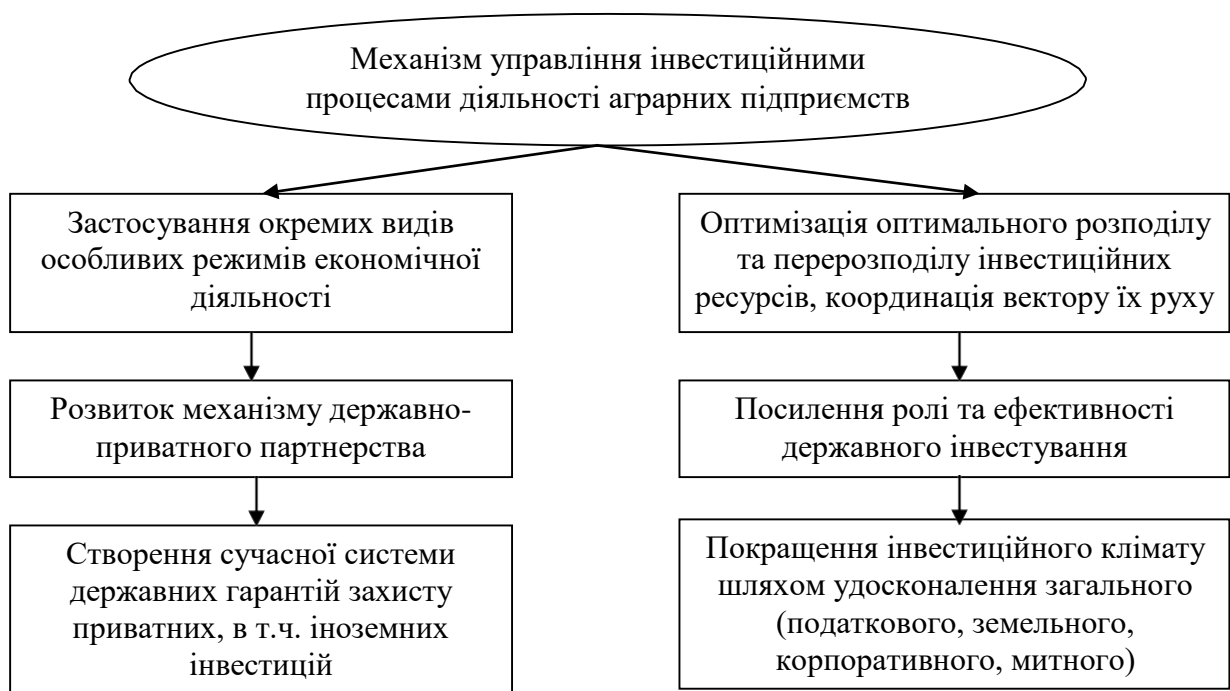 Механізм управління інвестиційними
процесами діяльності аграрних підприємств
Застосування окремих видів
особливих режимів економічної
діяльності
Оптимізація оптимального розподілу
та перерозподілу інвестиційних
ресурсів, координація вектору їх руху
Розвиток механізму державно-
приватного партнерства
Посилення ролі та ефективності
державного інвестування
Створення сучасної системи
державних гарантій захисту
приватних, в т.ч. іноземних
інвестицій
Покращення інвестиційного клімату
шляхом удосконалення загального
(податкового, земельного,
корпоративного, митного)